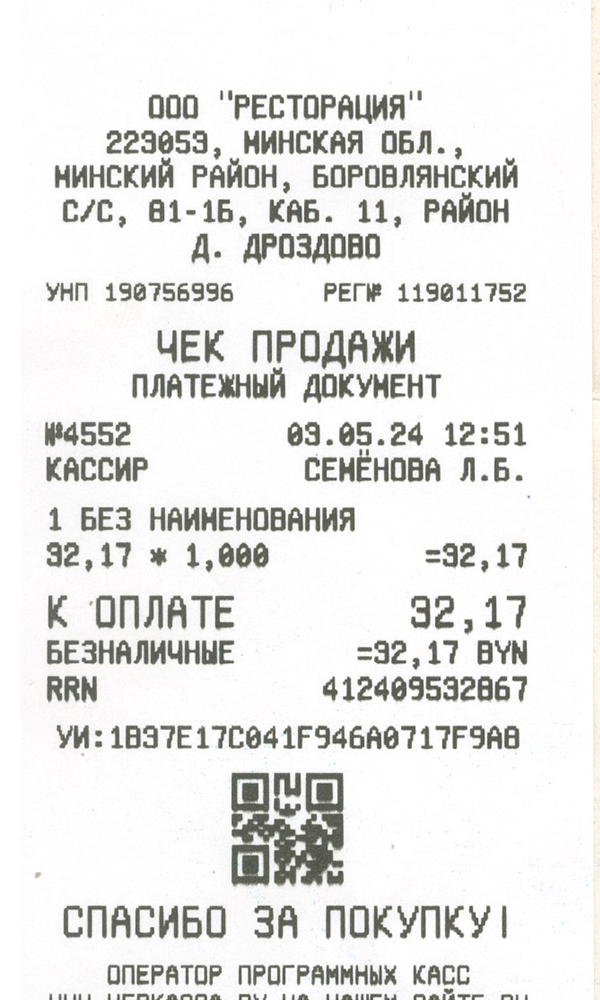 ООО "РЕСТОРАЦИЯ"
223053, МИНСКАЯ ОБЛ.,
МИНСКИЙ РАЙОН, БОРОВЛЯНСКИЙ
С/С, 81-1Б, КАБ. 11, РАЙОН
Д. ДРОЗДОВО
УНП 190756996 РЕГ№ 119011752
ЧЕК ПРОДАЖИ
ПЛАТЕЖНЫЙ ДОКУМЕНТ
№4552 03.05.24 12:51
КАССИР СЕМЁНОВА Л.Б.
1 БЕЗ НАИМЕНОВАНИЯ
32,17 * 1,000 =32,17
К ОПЛАТЕ 32,17
БЕЗНАЛИЧНЫЕ =32,17 BYN
RRN 412409532867
УИ:1B37E17C041F946A0717F9A8
СПАСИБО ЗА ПОКУПКУ!
ОПЕРАТОР ПРОГРАММНЫХ КАСС